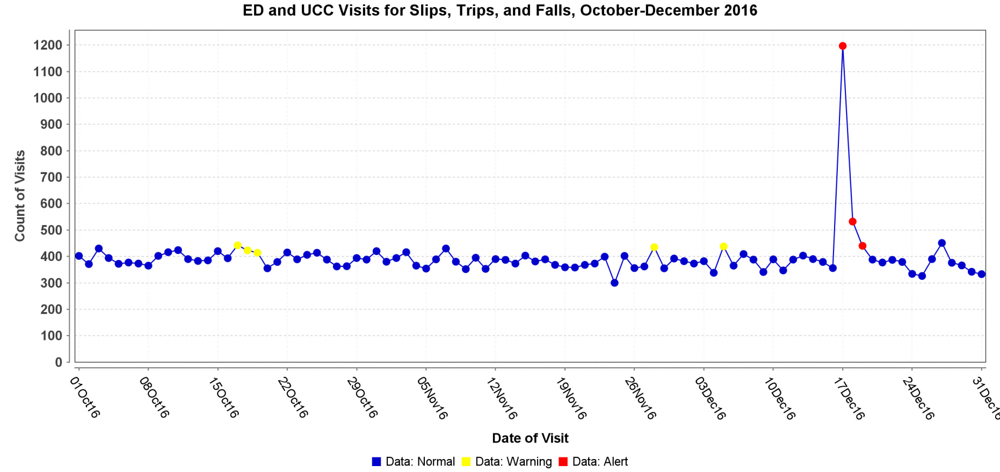 ED and UCC Visits for Slips, Trips, and Falls, October-December 2016
Count of Visits
1200
1100
1000
900
800
700
600
500
400
300
200
100
0
01Oct16
08Oct16
15Oct16
22Oct16
29Oct16
05Nov16
12Nov16
19Nov16
26Nov16
03Dec16
10Dec16
17Dec16
24Dec16
31Dec16
Date of Visit
Data: Normal
Data: Warning
Data: Alert